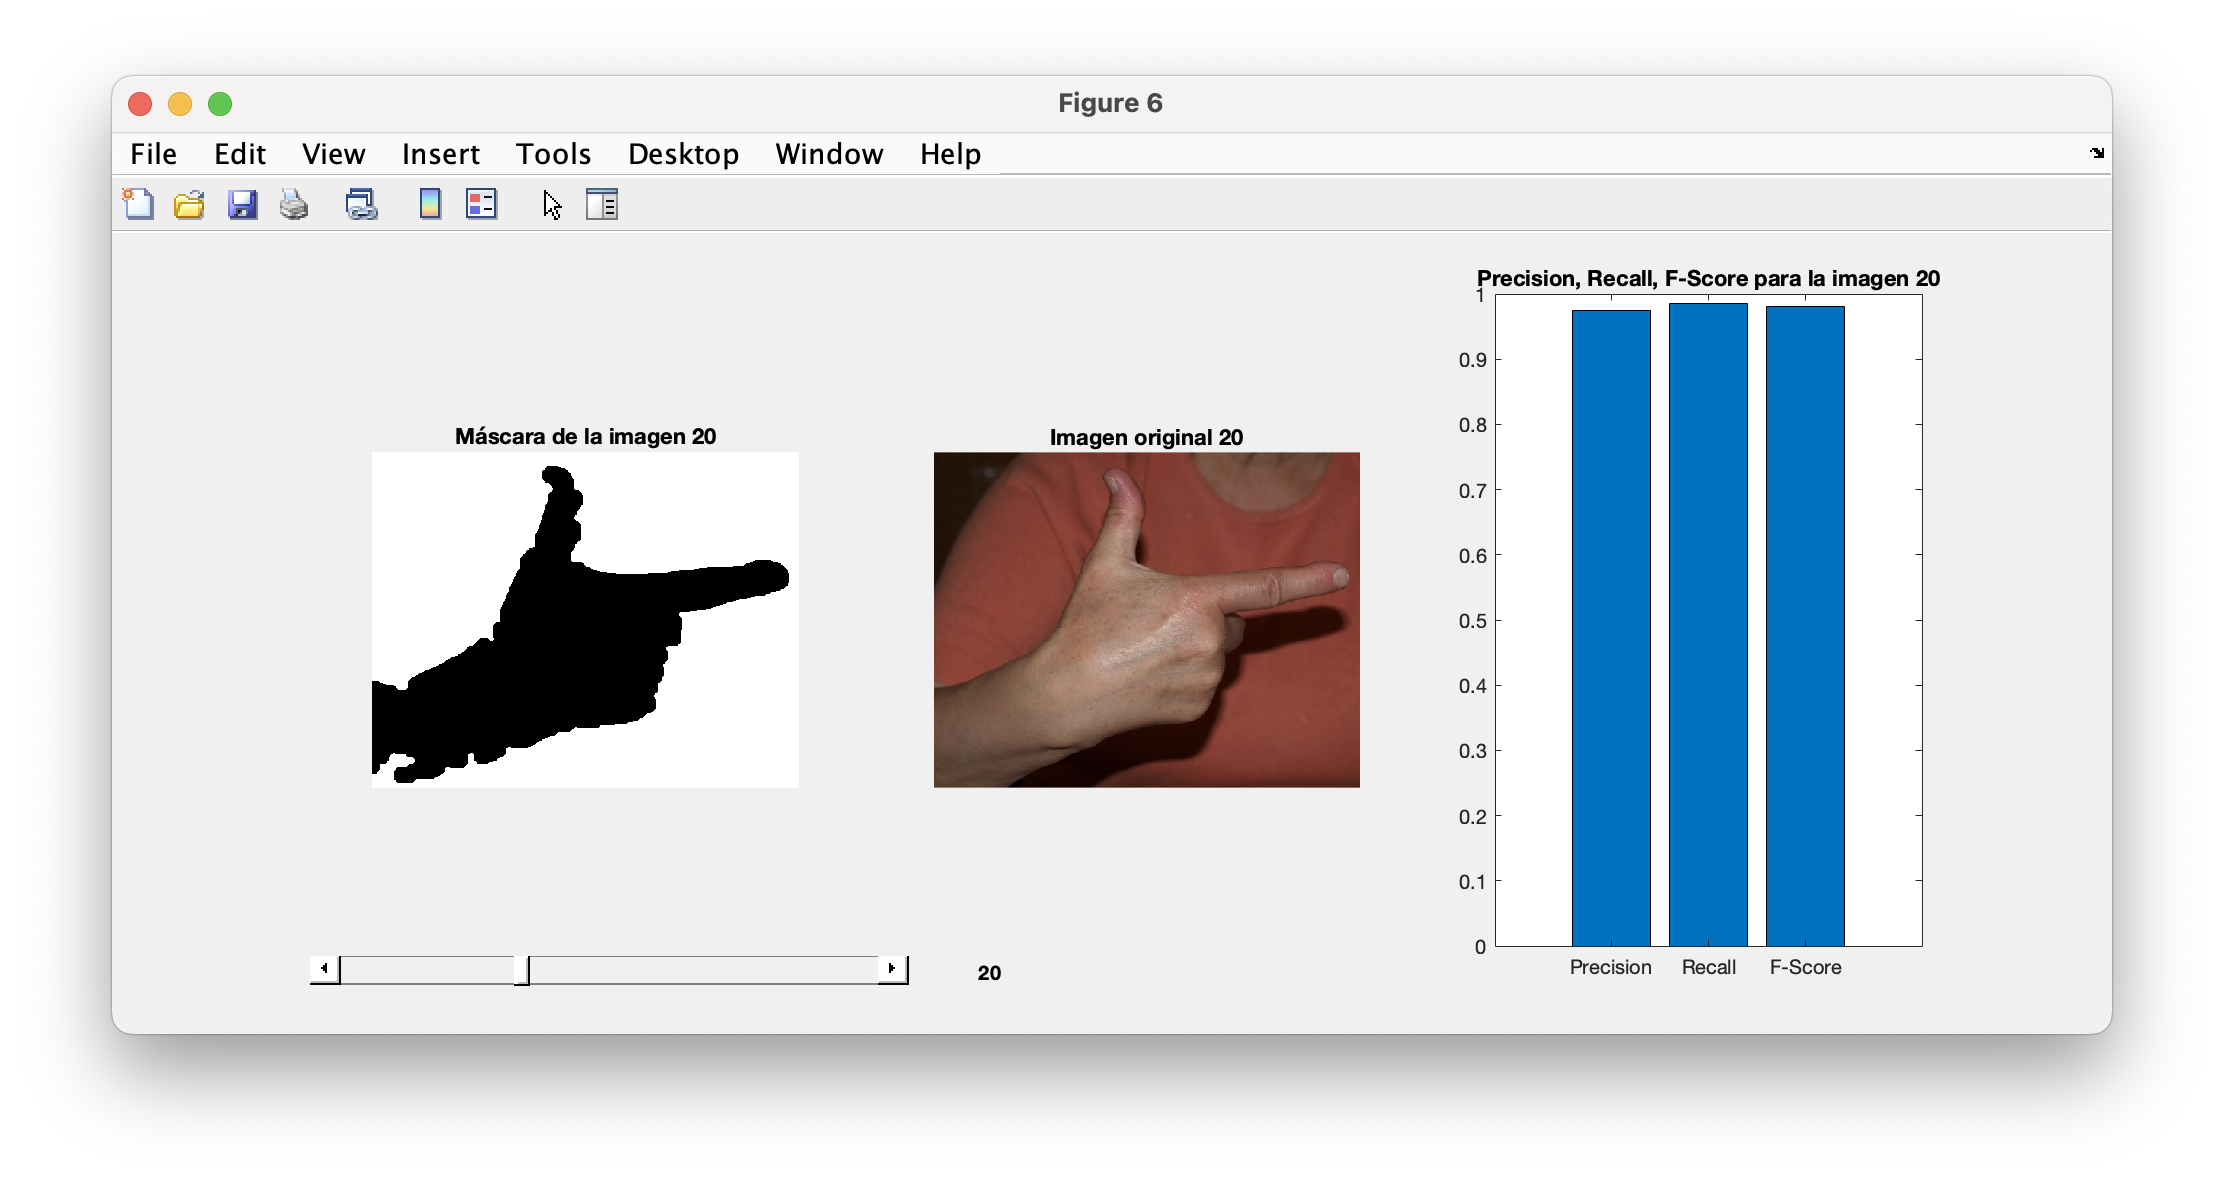 Figure 6
File Edit View Insert Tools Desktop Window Help
Máscara de la imagen 20
Imagen original 20
Precision, Recall, F-Score para la imagen 20
1
0.9
0.8
0.7
0.6
0.5
0.4
0.3
0.2
0.1
0
Precision Recall F-Score
20